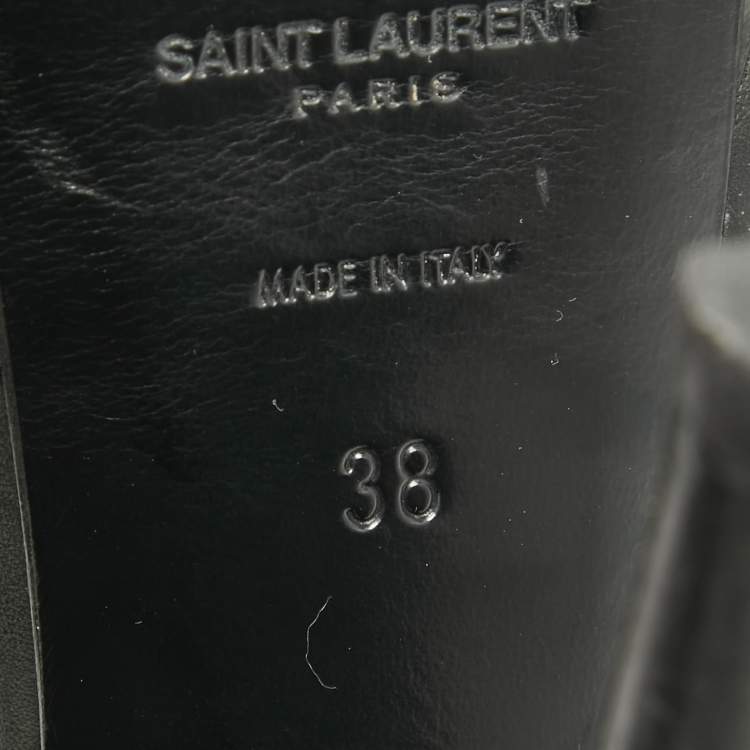 SAINT LAURENT
PARIS
MADE IN ITALY
38